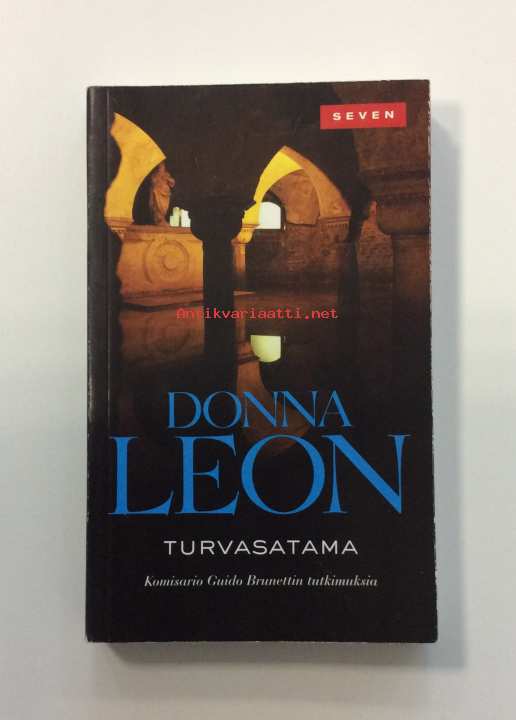 SEVEN
Antikvariaatti.net
DONNA
LEON
TURVASATAMA
Komisario Guido Brunettin tutkimuksia